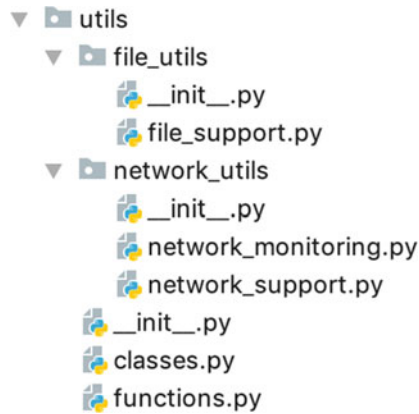 utils
file_utils
__init__.py
file_support.py
network_utils
__init__.py
network_monitoring.py
network_support.py
__init__.py
classes.py
functions.py